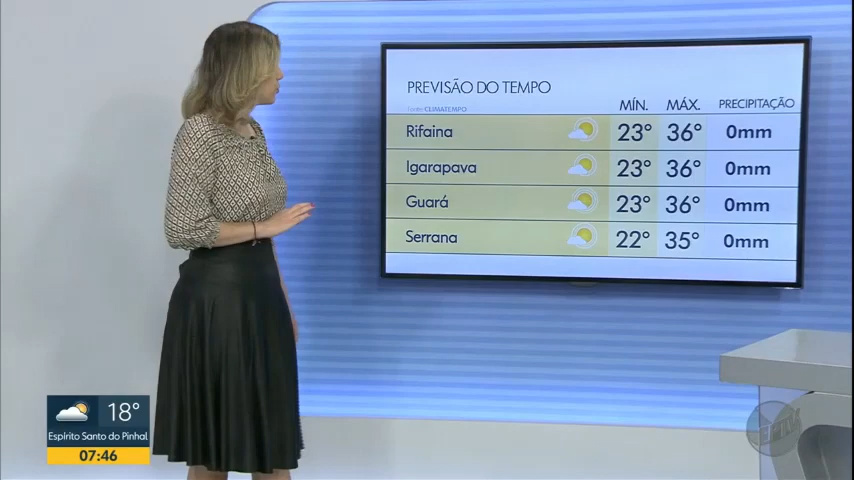 PREVISÃO DO TEMPO
Fonte: CLIMATEMPO
MÍN. MÁX. PRECIPITAÇÃO
Rifaina 23° 36° 0mm
Igarapava 23° 36° 0mm
Guará 23° 36° 0mm
Serrana 22° 35° 0mm
18°
Espírito Santo do Pinhal
07:46
EPTV